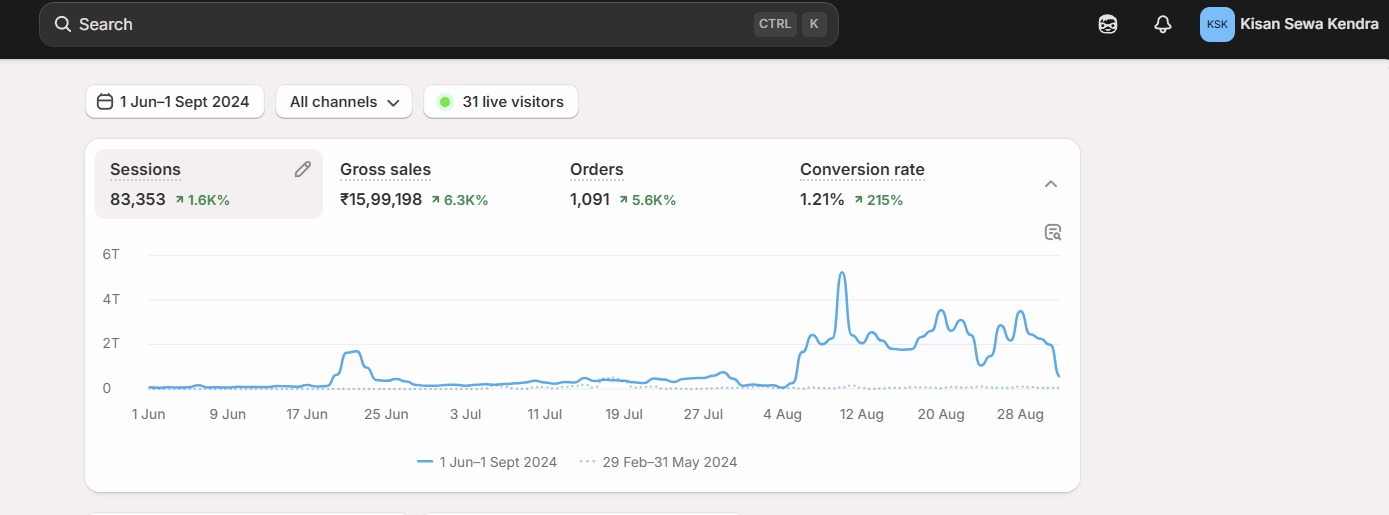 Search CTRL K KSK Kisan Sewa Kendra
1 Jun–1 Sept 2024 All channels 31 live visitors
Sessions Gross sales Orders Conversion rate
83,353 1.6K% ₹15,99,198 6.3K% 1,091 5.6K% 1.21% 215%
6T
4T
2T
0
1 Jun 9 Jun 17 Jun 25 Jun 3 Jul 11 Jul 19 Jul 27 Jul 4 Aug 12 Aug 20 Aug 28 Aug
1 Jun–1 Sept 2024 29 Feb–31 May 2024